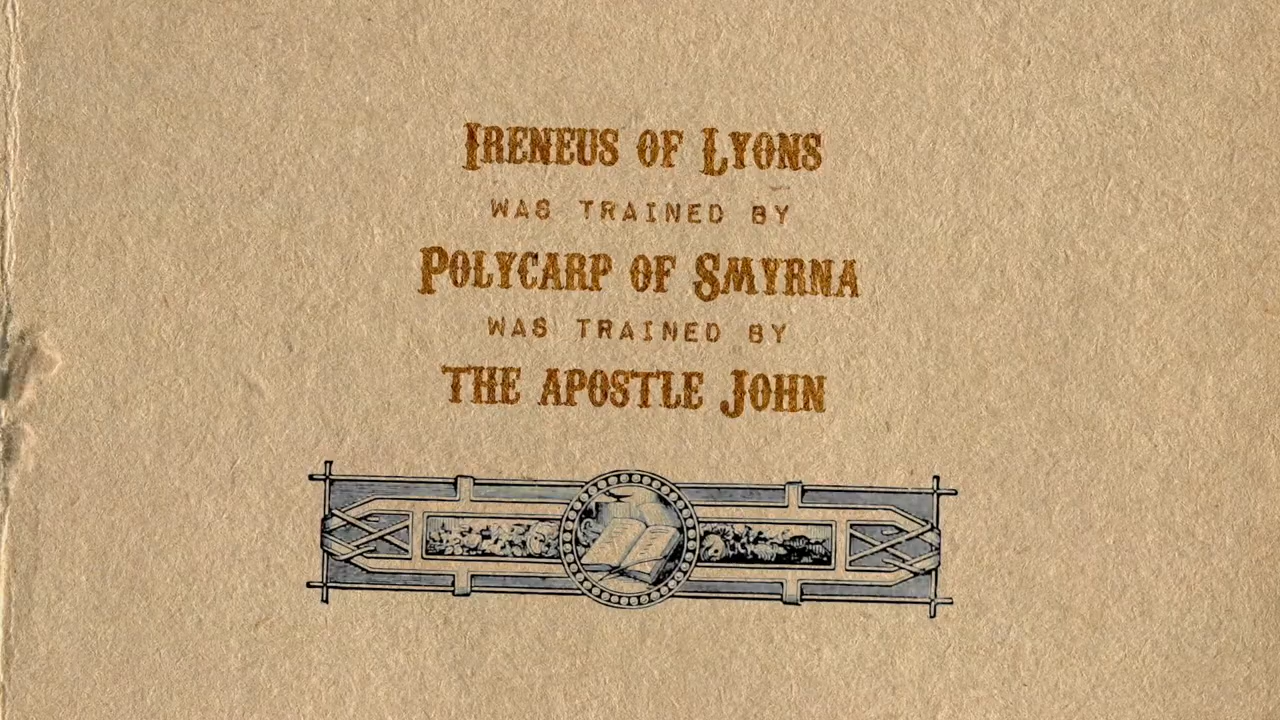 Ireneus of Lyons
was trained by
Polycarp of Smyrna
was trained by
the apostle John